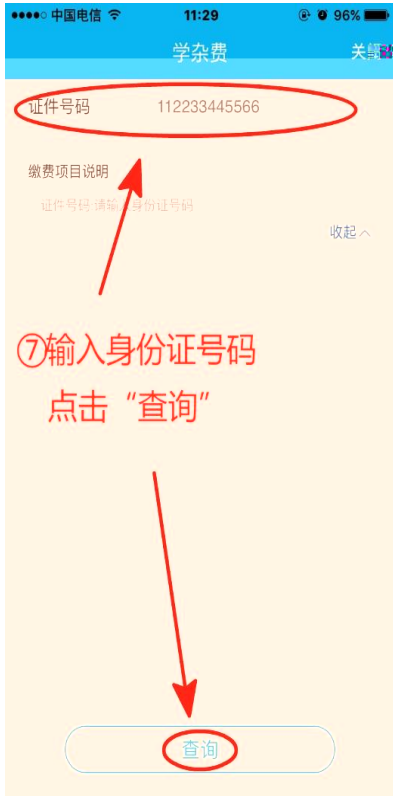 中国电信 11:29 96%
学杂费
证件号码 112233445566
缴费项目说明
证件号码:请输入身份证号码
收起
⑦输入身份证号码
点击“查询”
查询